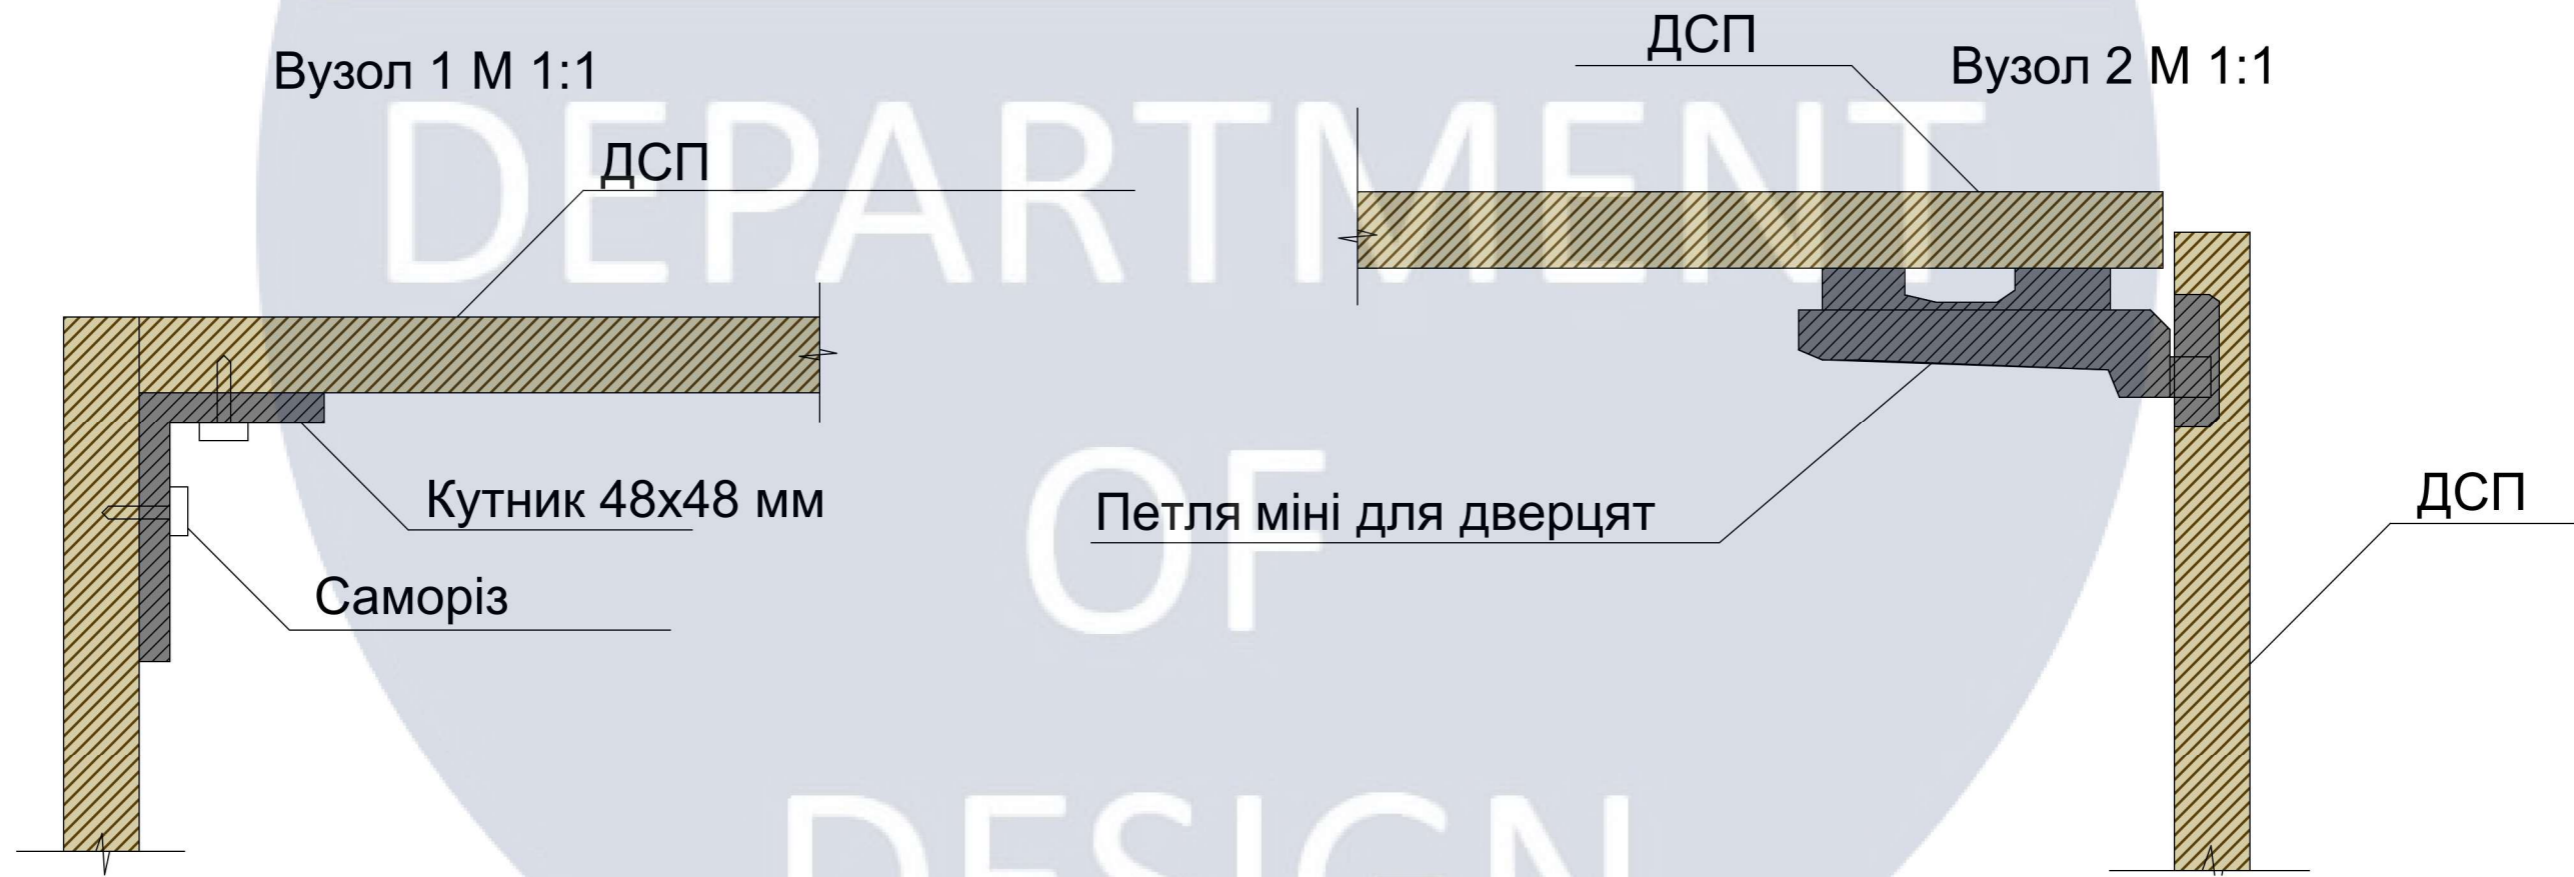 Вузол 1 М 1:1
ДСП
Кутник 48х48 мм
Саморіз
ДСП
Вузол 2 М 1:1
Петля міні для дверцят
ДСП
DEPARTMENT
OF
DESIGN